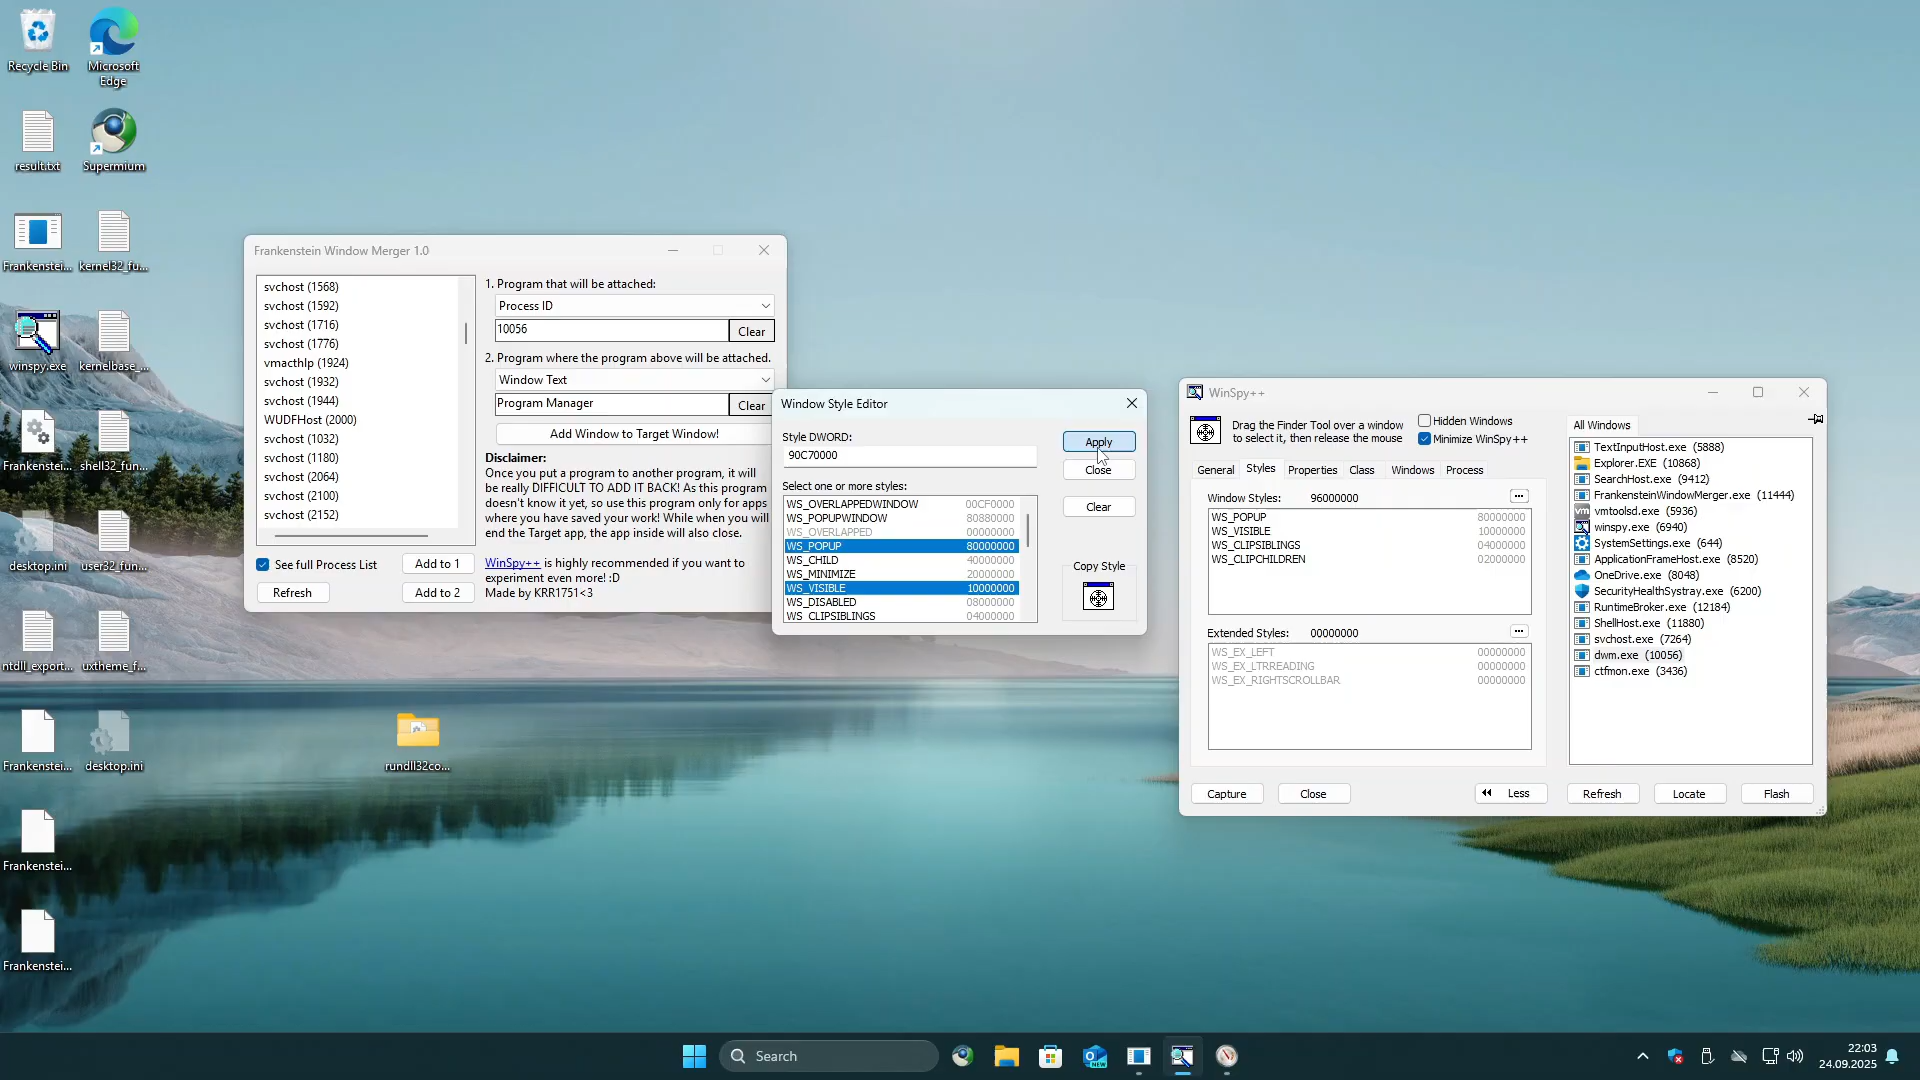 Recycle Bin
Microsoft
Edge
result.txt
Supermium
Frankenstei...
kernel32_fu...
winspy.exe
kernelbase_...
Frankenstei...
shell32_fun...
desktop.ini
user32_fun...
ntdll_export...
uxtheme_f...
Frankenstei...
desktop.ini
Frankenstei...
Frankenstei...
rundll32co...
Frankenstein Window Merger 1.0
svchost (1568)
svchost (1592)
svchost (1716)
svchost (1776)
vmacthlp (1924)
svchost (1932)
svchost (1944)
WUDFHost (2000)
svchost (1032)
svchost (1180)
svchost (2064)
svchost (2100)
svchost (2152)
See full Process List
Add to 1
Refresh
Add to 2
1. Program that will be attached:
Process ID
10056
Clear
2. Program where the program above will be attached.
Window Text
Program Manager
Clear
Add Window to Target Window!
Disclaimer:
Once you put a program to another program, it will
be really DIFFICULT TO ADD IT BACK! As this program
doesn't know it yet, so use this program only for apps
where you have saved your work! While when you will
end the Target app, the app inside will also close.
WinSpy++ is highly recommended if you want to
experiment even more! :D
Made by KRR1751<3
Window Style Editor
Style DWORD:
90C70000
Apply
Close
Select one or more styles:
Clear
WS_OVERLAPPEDWINDOW 00CF0000
WS_POPUPWINDOW 80880000
WS_OVERLAPPED 00000000
WS_POPUP 80000000
WS_CHILD 40000000
WS_MINIMIZE 20000000
WS_VISIBLE 10000000
WS_DISABLED 08000000
WS_CLIPSIBLINGS 04000000
Copy Style
WinSpy++
Drag the Finder Tool over a window
to select it, then release the mouse
Hidden Windows
Minimize WinSpy++
General Styles Properties Class Windows Process
Window Styles: 96000000
...
WS_POPUP 80000000
WS_VISIBLE 10000000
WS_CLIPSIBLINGS 04000000
WS_CLIPCHILDREN 02000000
Extended Styles: 00000000
...
WS_EX_LEFT 00000000
WS_EX_LTRREADING 00000000
WS_EX_RIGHTSCROLLBAR 00000000
Capture
Close
Less
All Windows
TextInputHost.exe (5888)
Explorer.EXE (10868)
SearchHost.exe (9412)
FrankensteinWindowMerger.exe (11444)
vmtoolsd.exe (5936)
winspy.exe (6940)
SystemSettings.exe (644)
ApplicationFrameHost.exe (8520)
OneDrive.exe (8048)
SecurityHealthSystray.exe (6200)
RuntimeBroker.exe (12184)
ShellHost.exe (11880)
svchost.exe (7264)
dwm.exe (10056)
ctfmon.exe (3436)
Refresh
Locate
Flash
Search
22:03
24.09.2025